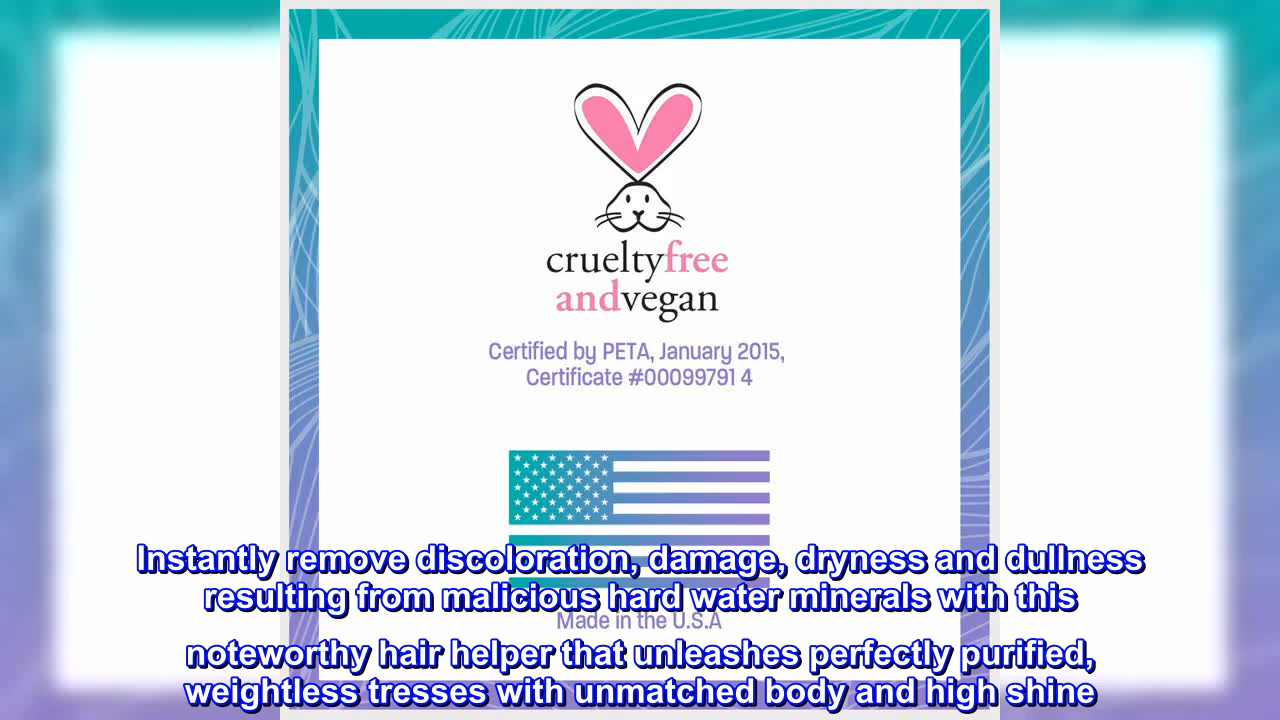 crueltyfree
andvegan
Certified by PETA, January 2015,
Certificate #00099791 4
Instantly remove discoloration, damage, dryness and dullness
resulting from malicious hard water minerals with this
Made in the U.S.A
noteworthy hair helper that unleashes perfectly purified,
weightless tresses with unmatched body and high shine